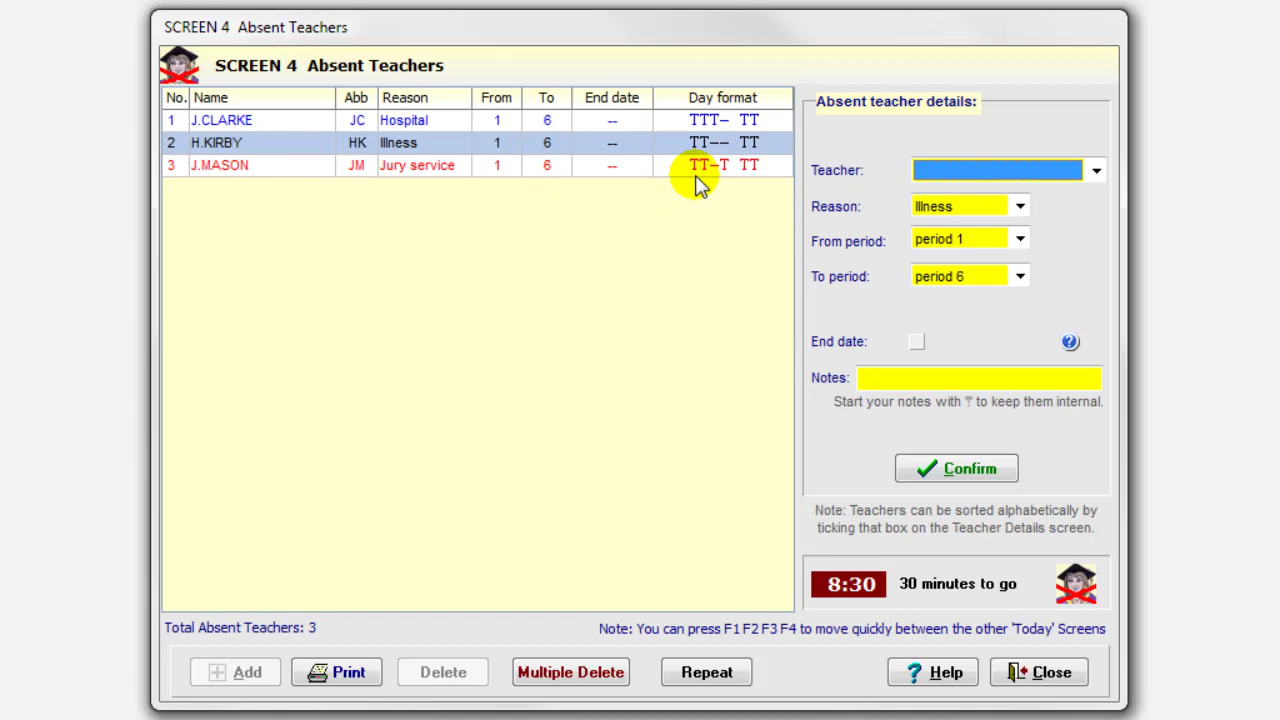 SCREEN 4 Absent Teachers
SCREEN 4 Absent Teachers
No. Name Abb Reason From To End date Day format
1 J.CLARKE JC Hospital 1 6 -- TTT- TT
2 H.KIRBY HK Illness 1 6 -- TT-- TT
3 J.MASON JM Jury service 1 6 -- TT-T TT
Absent teacher details:
Teacher:
Reason: Illness
From period: period 1
To period: period 6
End date: ?
Notes:
Start your notes with '!' to keep them internal.
Confirm
Note: Teachers can be sorted alphabetically by
ticking that box on the Teacher Details screen.
8:30 30 minutes to go
Total Absent Teachers: 3
Note: You can press F1 F2 F3 F4 to move quickly between the other 'Today' Screens
Add Print Delete Multiple Delete Repeat ? Help Close